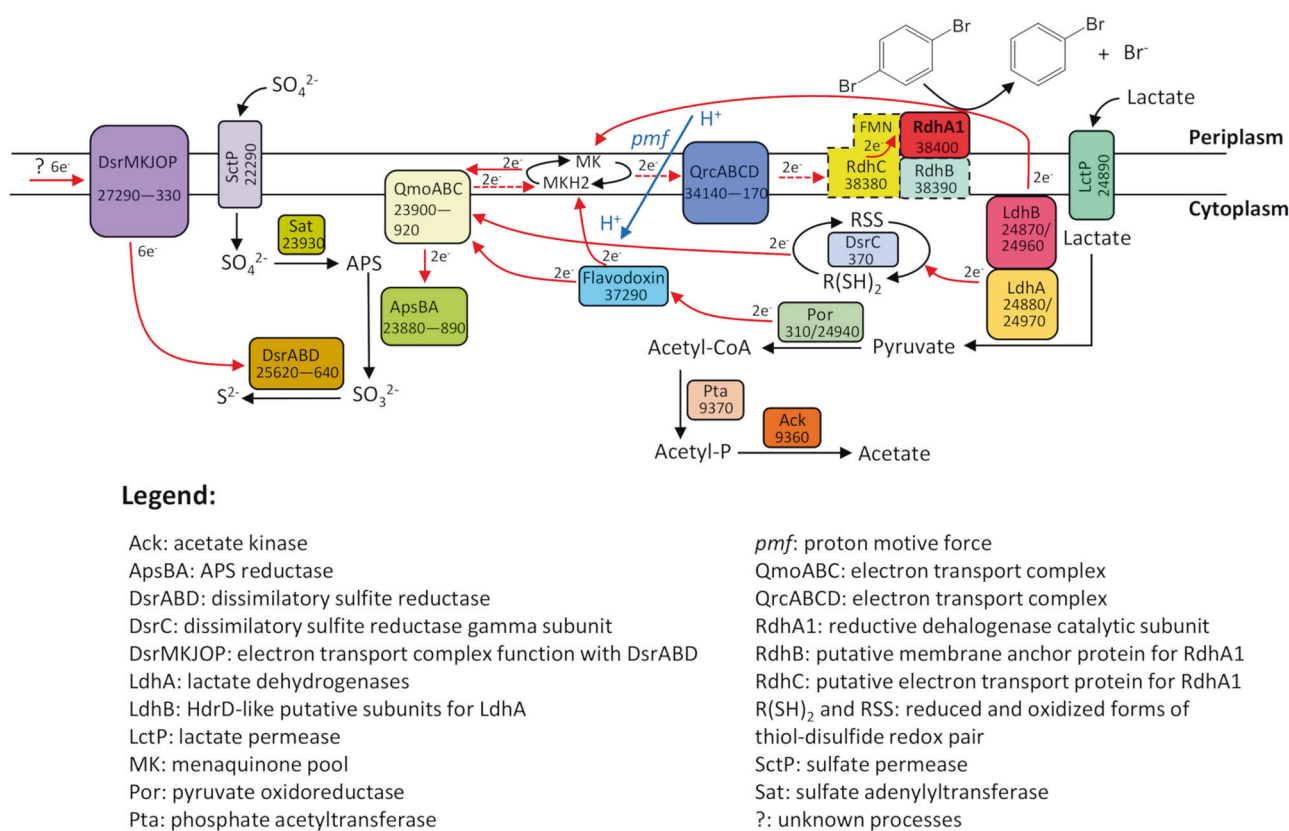 Br
Br
Br
+ Br⁻
SO₄²⁻
Lactate
H⁺
pmf
FMN
2e⁻
RdhA1
38400
Periplasm
? 6e⁻
DsrMKJOP
27290—330
SctP
22290
2e⁻
MK
2e⁻
MKH2
2e⁻
QrcABCD
34140—170
2e⁻
RdhC
38380
RdhB
38390
2e⁻
LctP
24890
QmoABC
23900—
920
Cytoplasm
H⁺
LdhB
24870/
24960
Sat
23930
RSS
DsrC
370
R(SH)₂
2e⁻
Lactate
6e⁻
SO₄²⁻
APS
2e⁻
2e⁻
2e⁻
Flavodoxin
37290
2e⁻
LdhA
24880/
24970
ApsBA
23880—890
2e⁻
Por
310/24940
DsrABD
25620—640
Acetyl-CoA
Pyruvate
S²⁻
SO₃²⁻
Pta
9370
Ack
9360
Acetyl-P
Acetate
Legend:
Ack: acetate kinase
ApsBA: APS reductase
DsrABD: dissimilatory sulfite reductase
DsrC: dissimilatory sulfite reductase gamma subunit
DsrMKJOP: electron transport complex function with DsrABD
LdhA: lactate dehydrogenases
LdhB: HdrD-like putative subunits for LdhA
LctP: lactate permease
MK: menaquinone pool
Por: pyruvate oxidoreductase
Pta: phosphate acetyltransferase
pmf: proton motive force
QmoABC: electron transport complex
QrcABCD: electron transport complex
RdhA1: reductive dehalogenase catalytic subunit
RdhB: putative membrane anchor protein for RdhA1
RdhC: putative electron transport protein for RdhA1
R(SH)₂ and RSS: reduced and oxidized forms of
thiol-disulfide redox pair
SctP: sulfate permease
Sat: sulfate adenylyltransferase
?: unknown processes